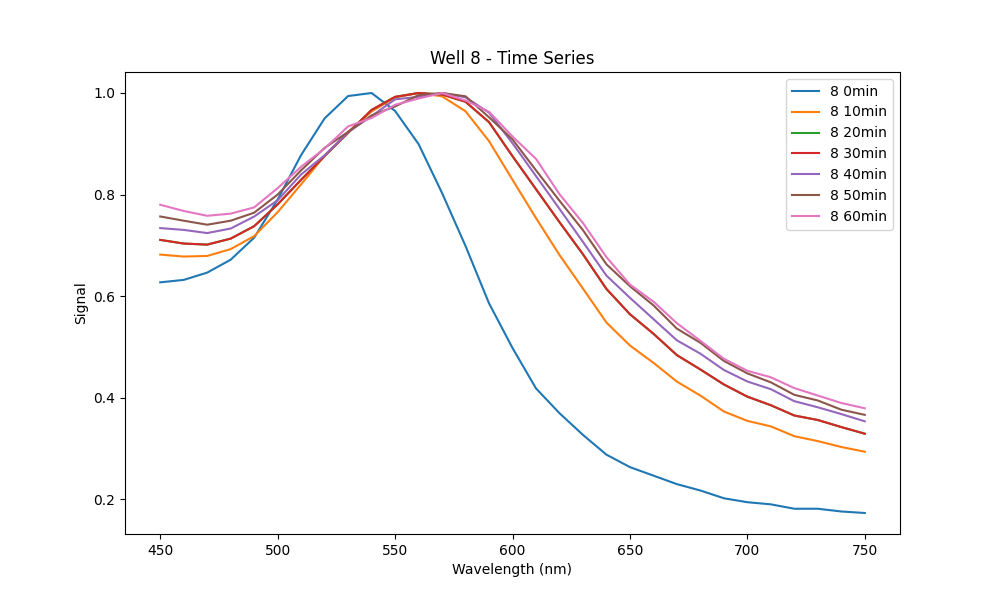 Well 8 - Time Series
Signal
1.0
0.8
0.6
0.4
0.2
8 0min
8 10min
8 20min
8 30min
8 40min
8 50min
8 60min
450 500 550 600 650 700 750
Wavelength (nm)